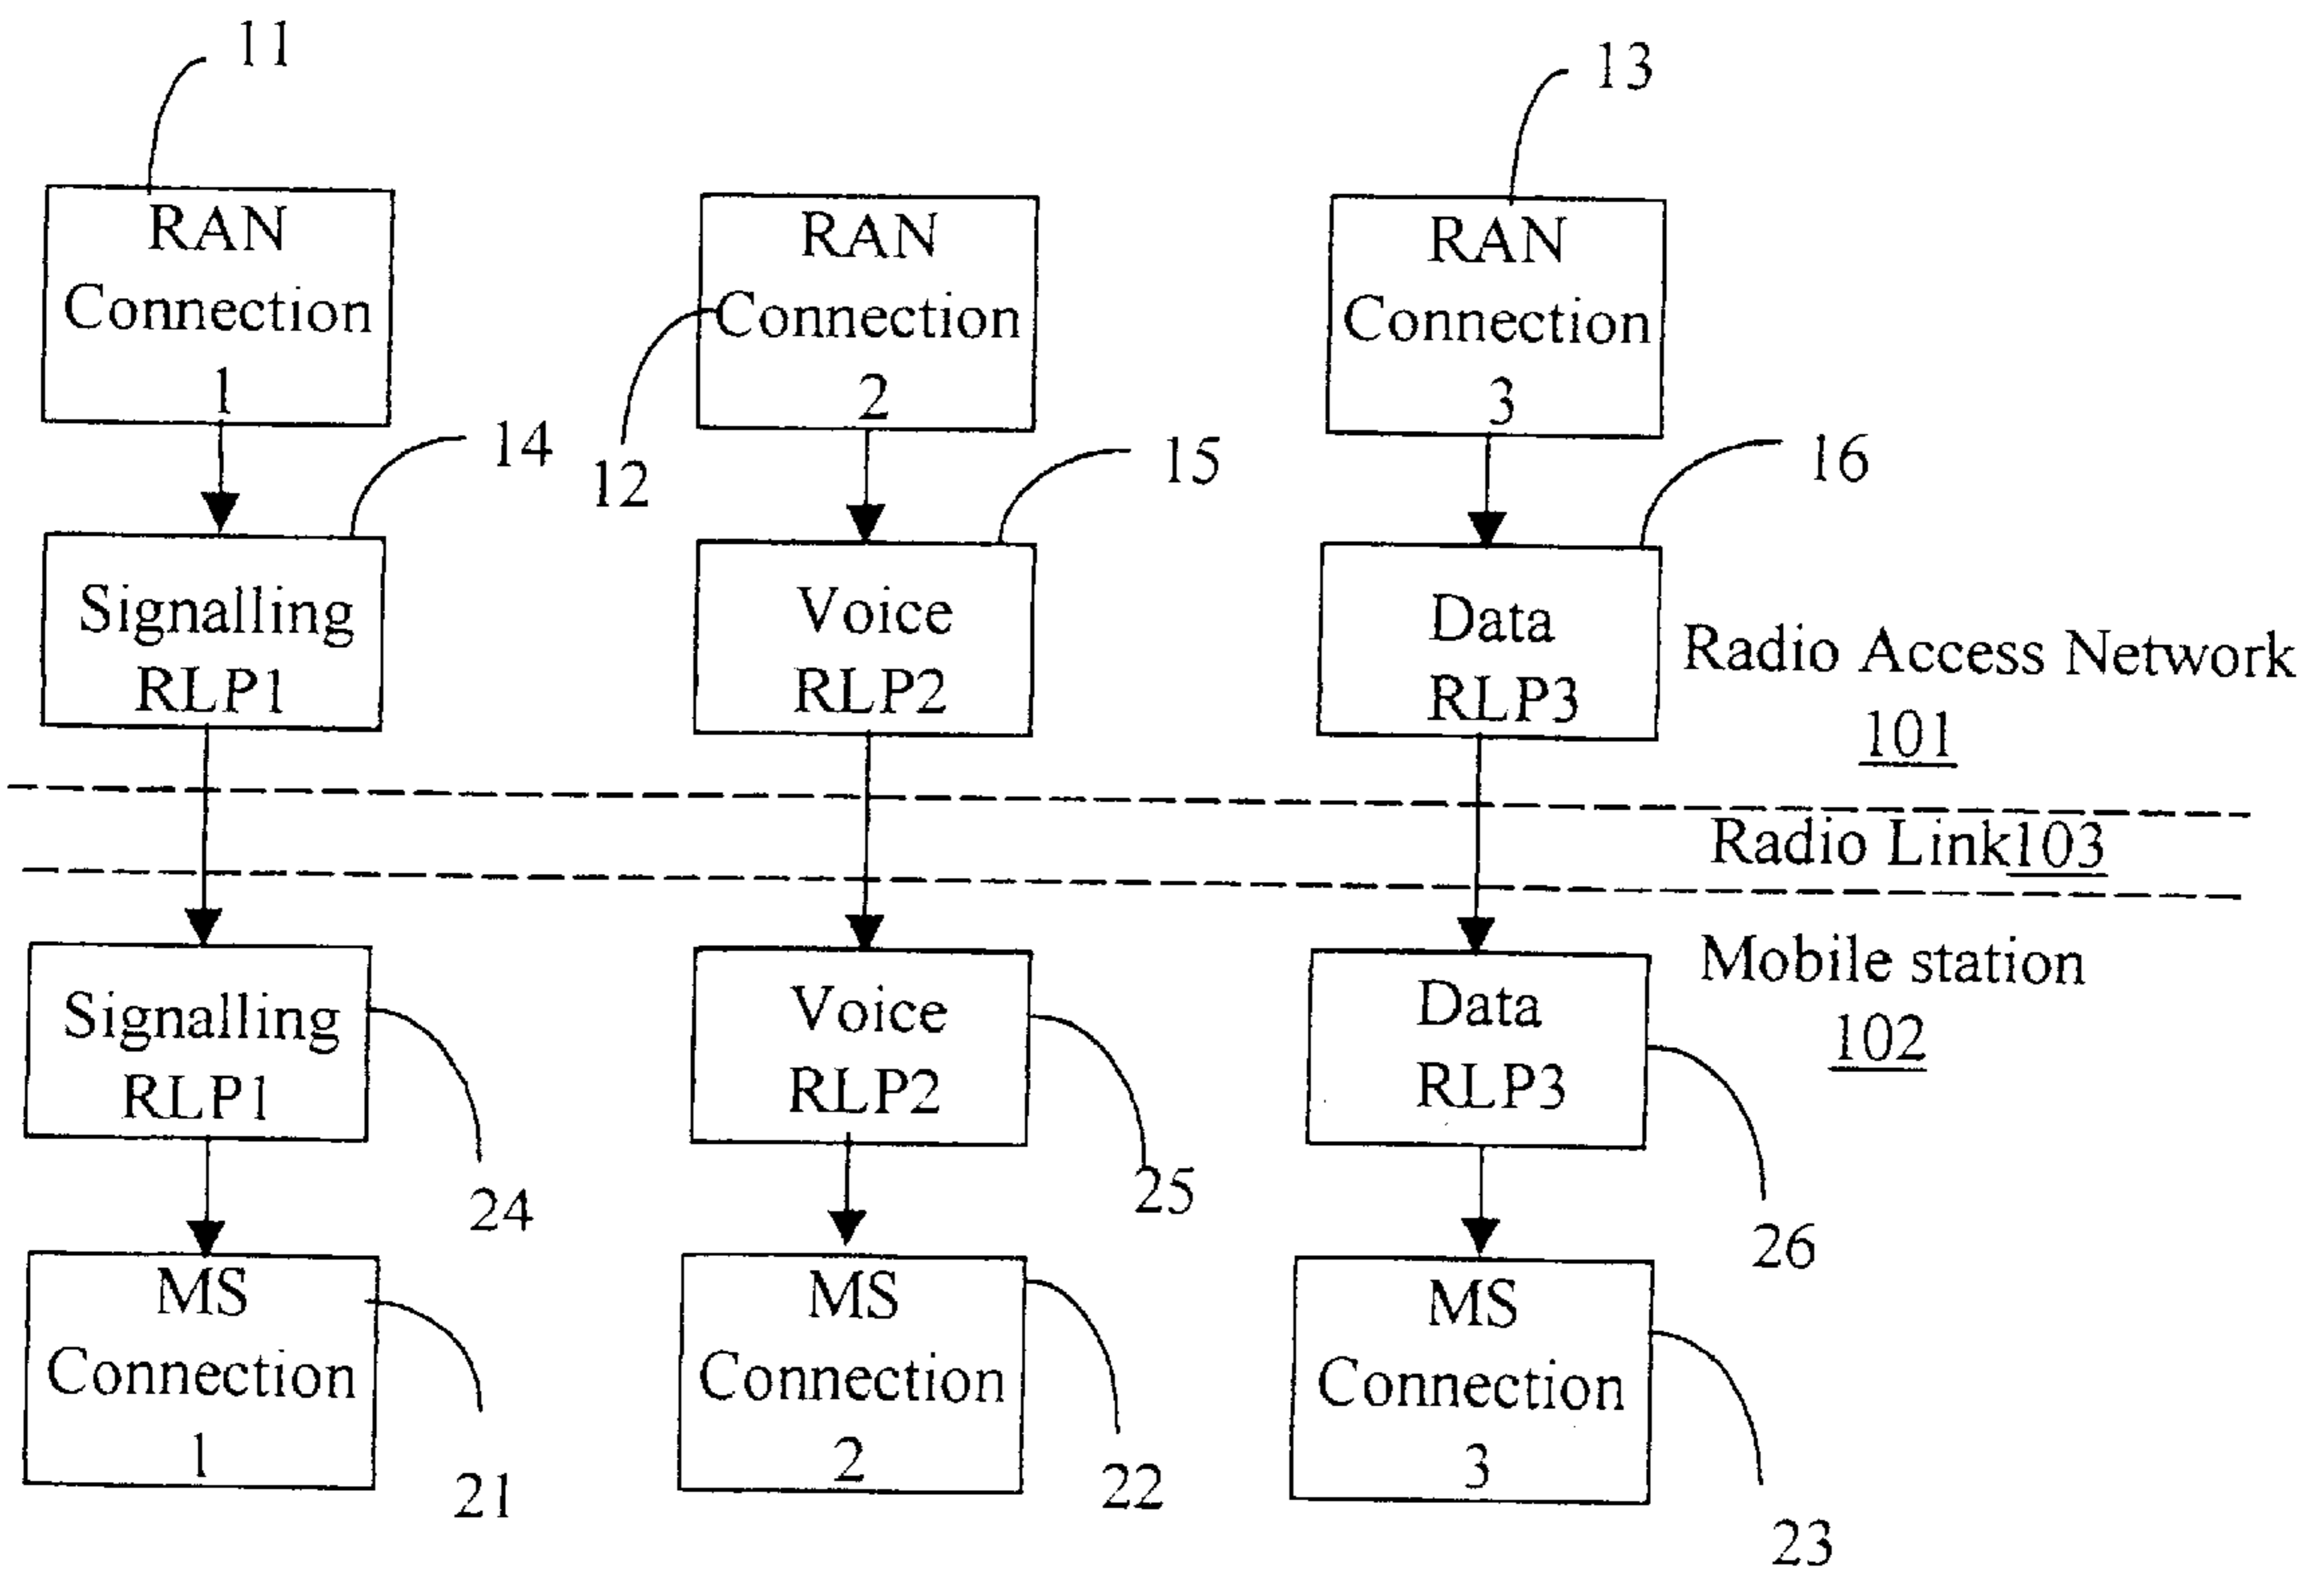 11
13
RAN
Connection
1
RAN
Connection
2
RAN
Connection
3
12
14
15
16
Signalling
RLP1
Voice
RLP2
Data
RLP3
Radio Access Network
101
Radio Link103
Mobile station
102
Signalling
RLP1
Voice
RLP2
Data
RLP3
24
25
26
MS
Connection
1
MS
Connection
2
MS
Connection
3
21
22
23